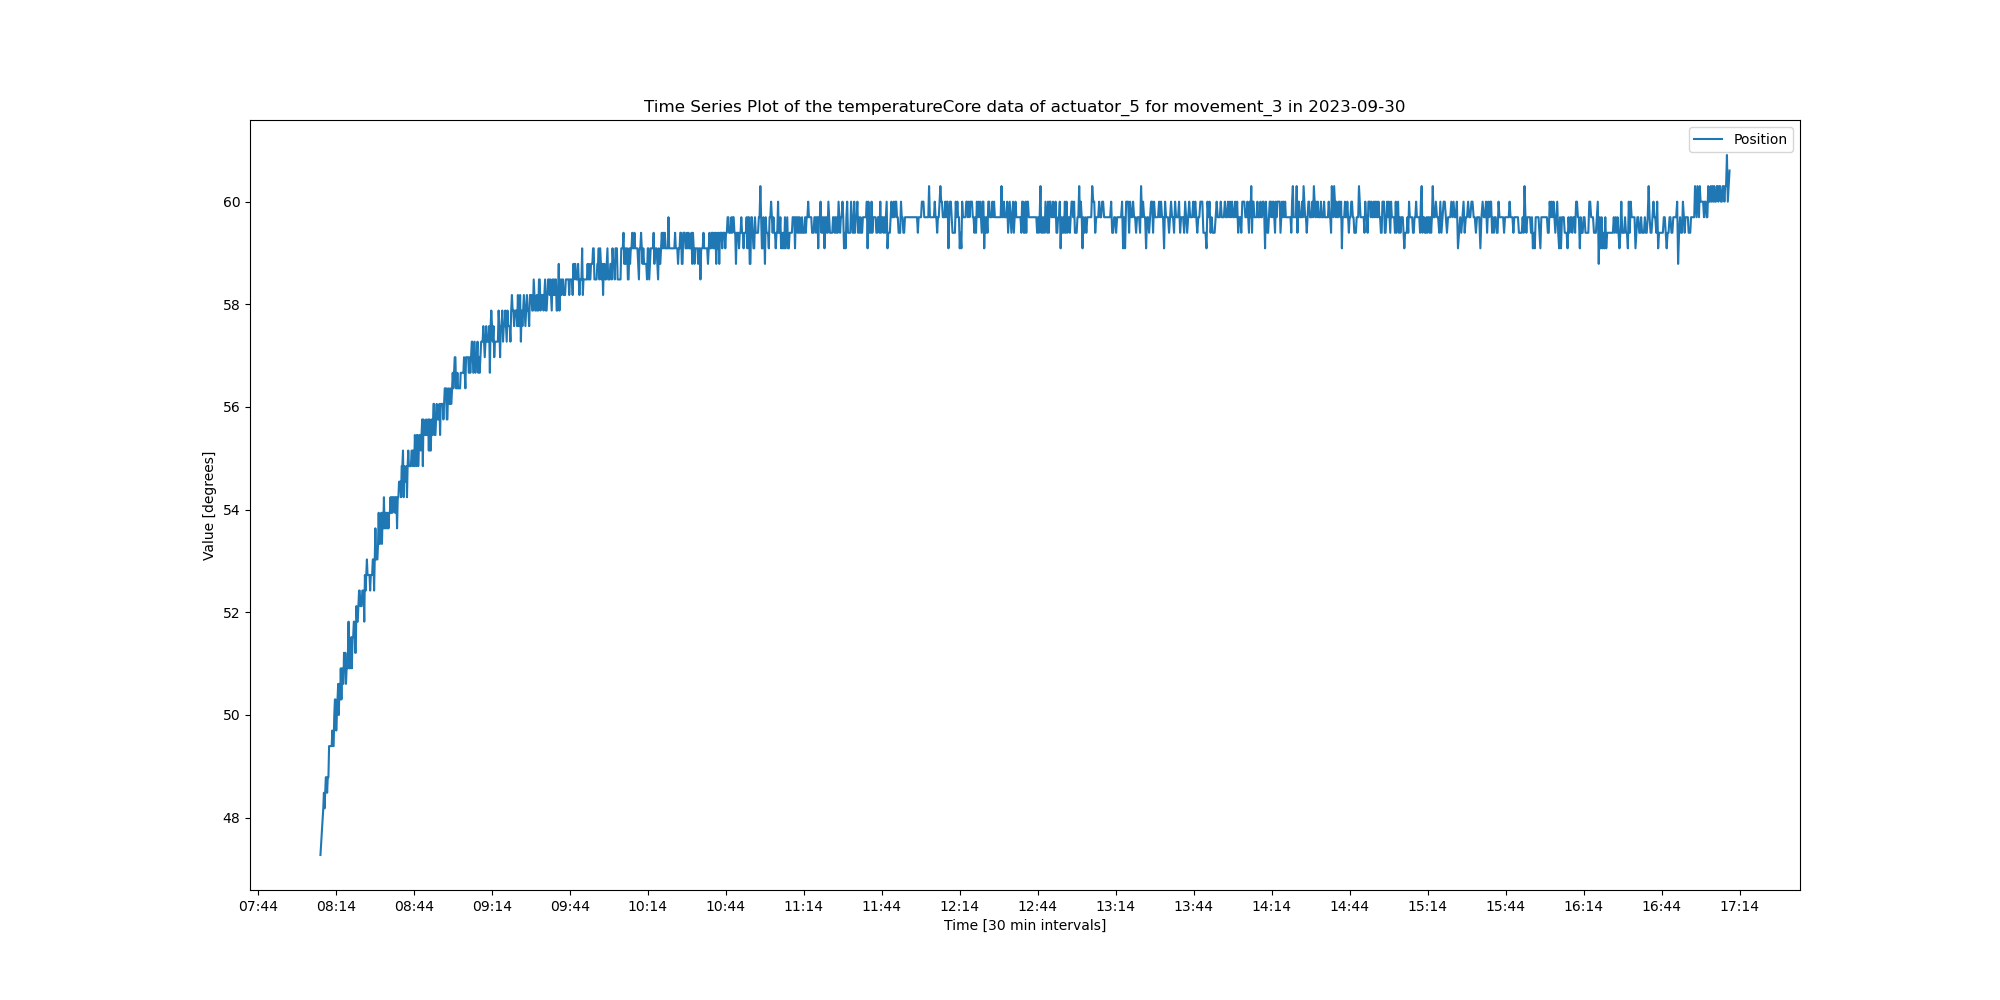 Time Series Plot of the temperatureCore data of actuator_5 for movement_3 in 2023-09-30
Position
Value [degrees]
60
58
56
54
52
50
48
07:44 08:14 08:44 09:14 09:44 10:14 10:44 11:14 11:44 12:14 12:44 13:14 13:44 14:14 14:44 15:14 15:44 16:14 16:44 17:14
Time [30 min intervals]